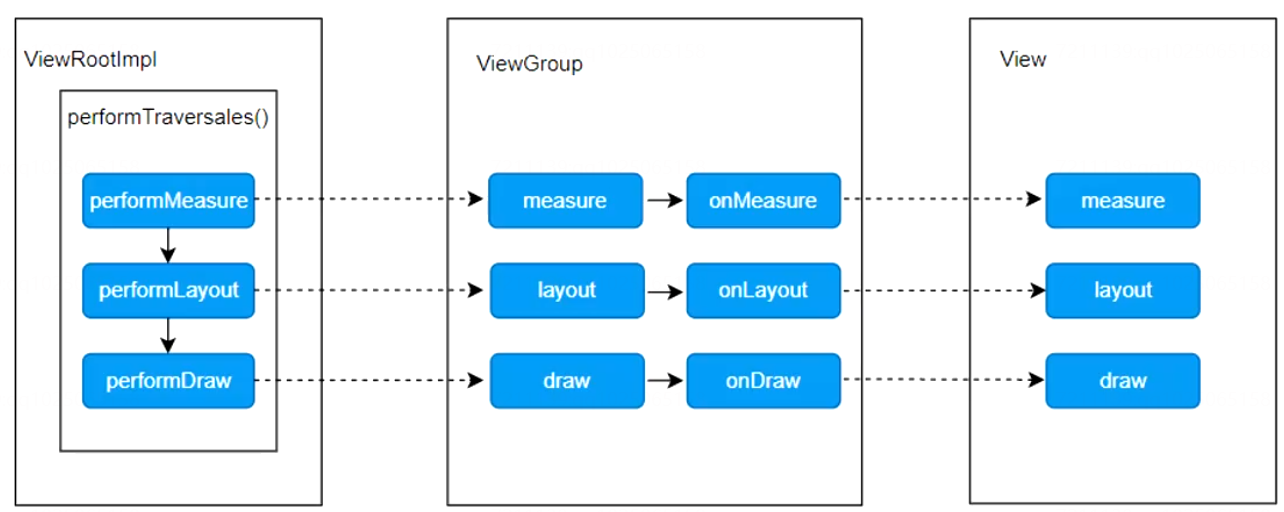 ViewRootImpl
performTraversales()
performMeasure
performLayout
performDraw
ViewGroup
measure
onMeasure
layout
onLayout
draw
onDraw
View
measure
layout
draw